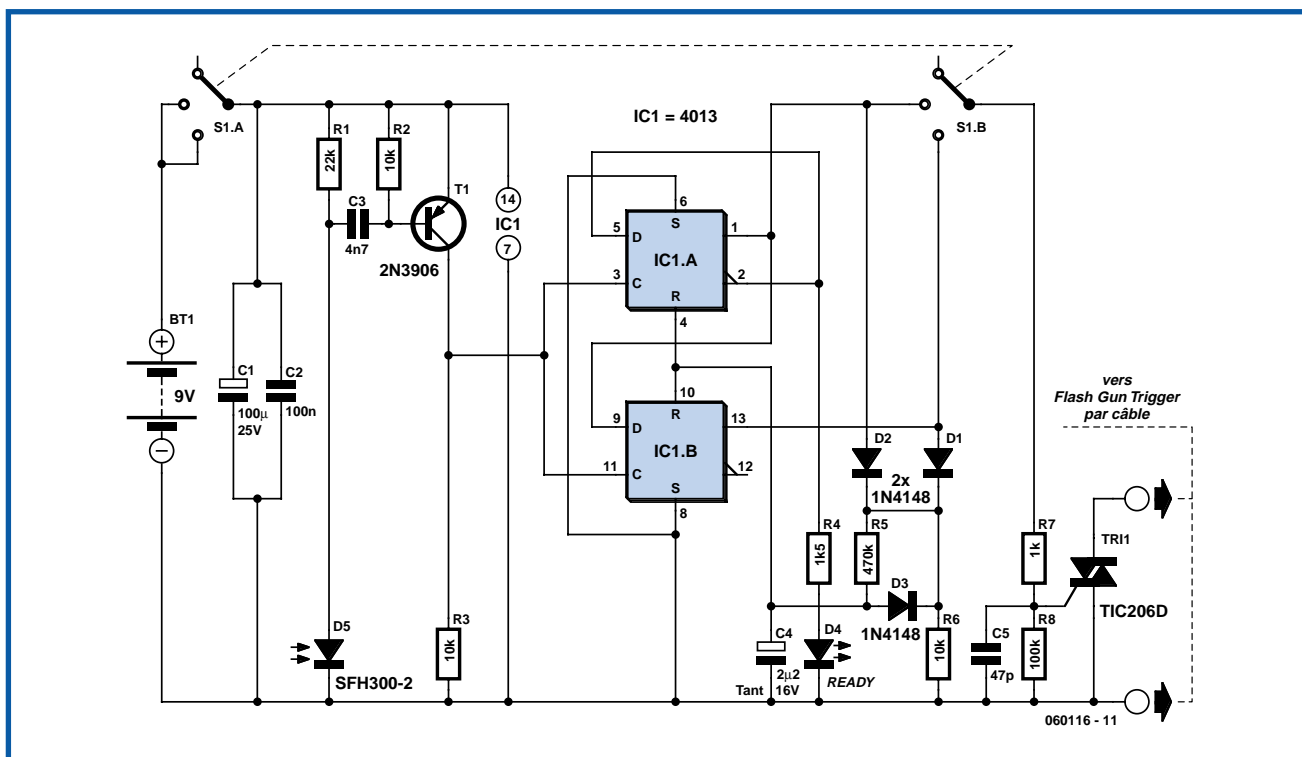 S1.A
IC1 = 4013
S1.B
R1
22k
R2
10k
C3
4n7
T1
2N3906
14
IC1
7
6
S
5
D
1
IC1.A
3
C
2
R
4
BT1
9V
C1
100µ
25V
C2
100n
10
R
9
D
13
IC1.B
11
C
12
S
8
D2
D1
2x
1N4148
vers
Flash Gun Trigger
par câble
R4
1k5
R5
470k
R7
1k
TRI1
TIC206D
D3
1N4148
D5
SFH300-2
R3
10k
C4
2µ2
16V
Tant
D4
READY
R6
10k
C5
47p
R8
100k
060116 - 11